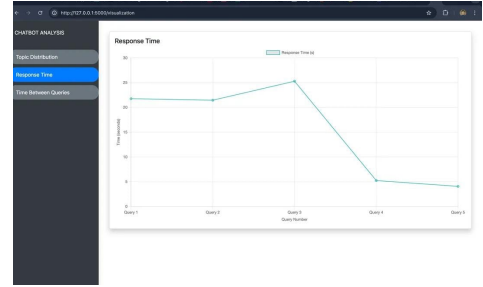 http://127.0.0.1:5000/visualization
CHATBOT ANALYSIS
Topic Distribution
Response Time
Time Between Queries
Response Time
Response Time (s)
30
25
20
15
10
5
0
Time (seconds)
Query 1
Query 2
Query 3
Query 4
Query 5
Query Number